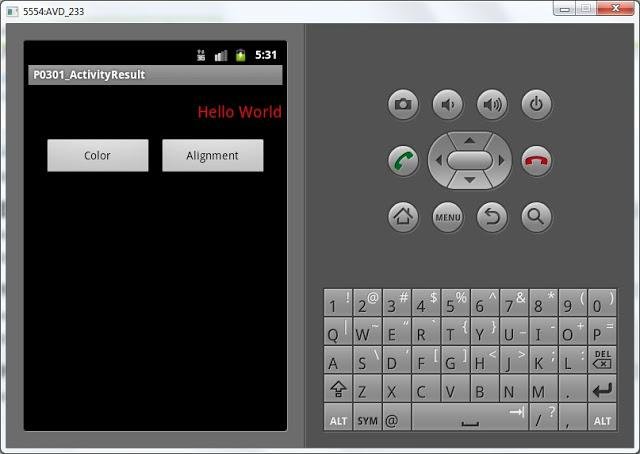 5554:AVD_233
3G 5:31
P0301_ActivityResult
Hello World
Color Alignment
MENU
1 ! 2 @ 3 # 4 $ 5 % 6 ^ 7 & 8 * 9 ( 0 )
Q | W ~ E " R ` T { Y } U _ I - O + P =
A S \ D ' F [ G ] H < J > K ; L : DEL
Z X C V B N M .
ALT SYM @ / ? , ALT